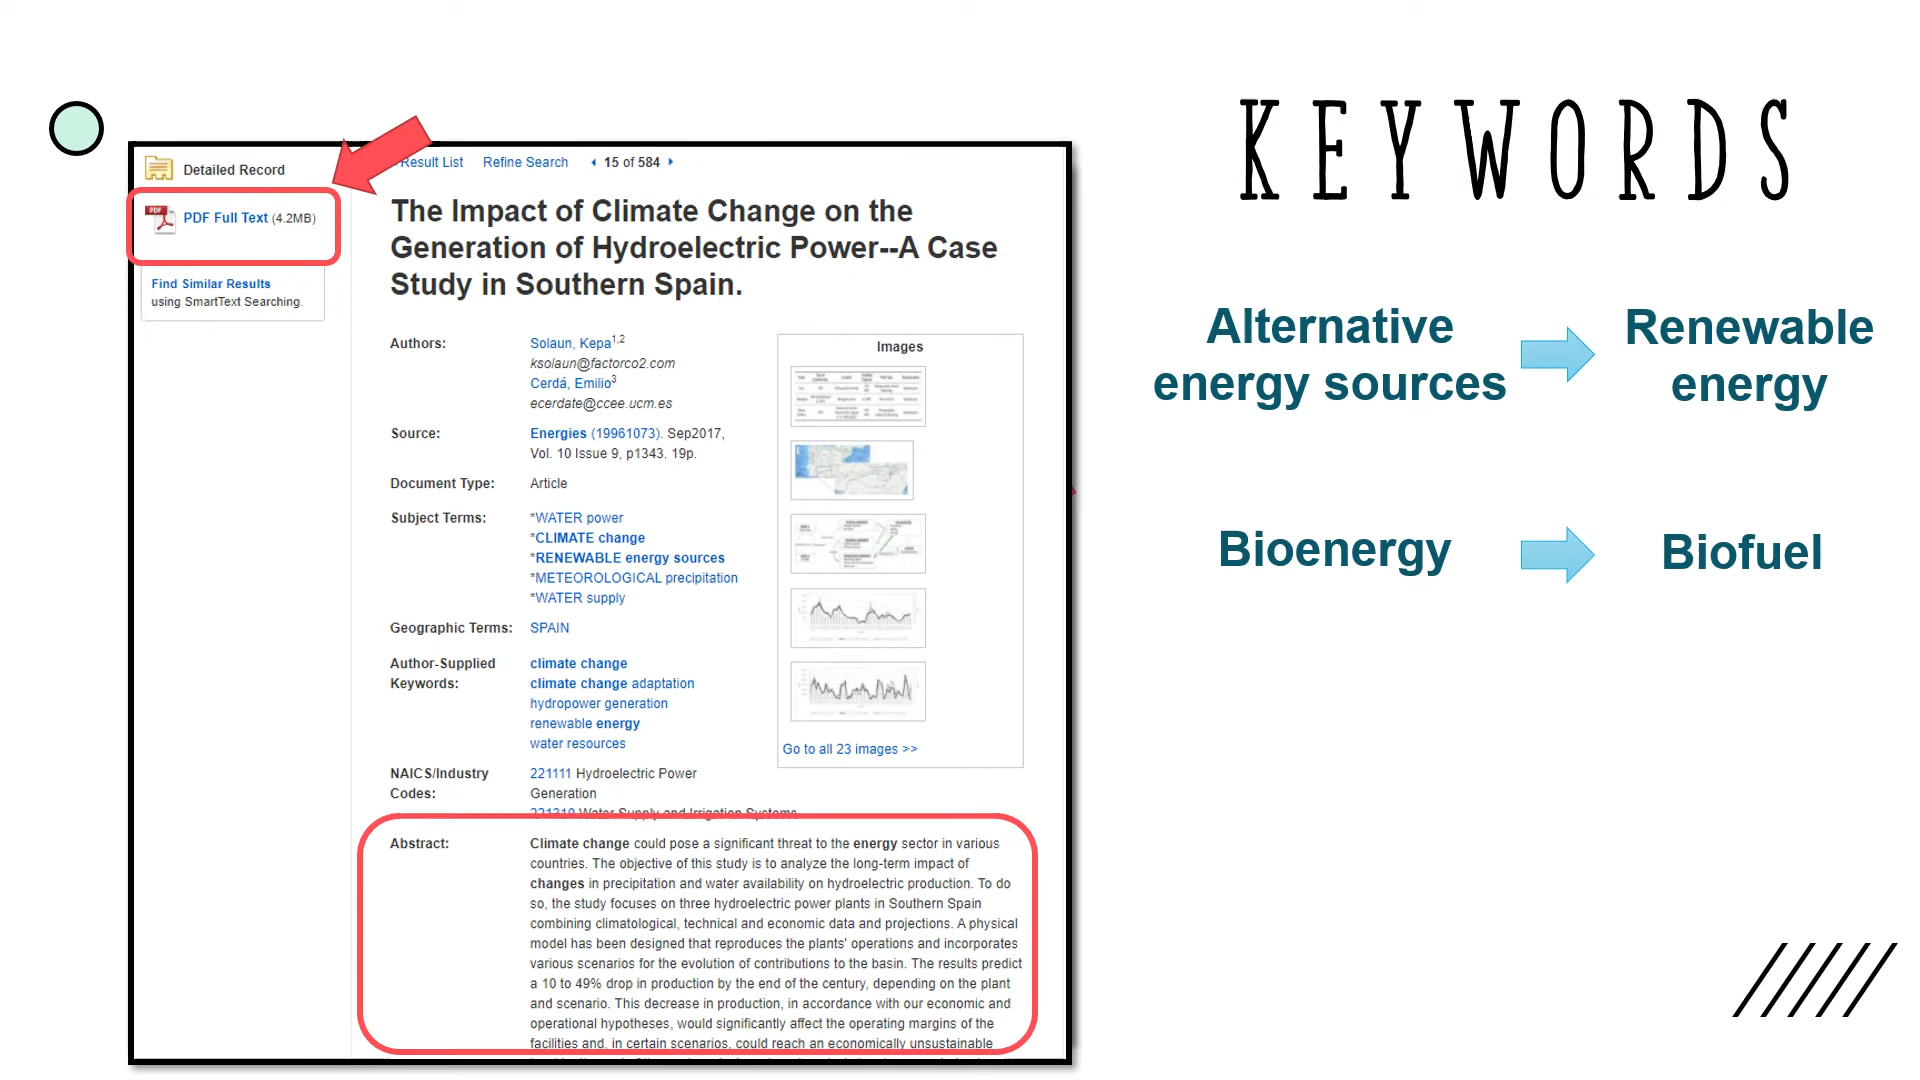 KEYWORDS
Detailed Record
PDF Full Text (4.2MB)
Find Similar Results
using SmartText Searching.
Result List Refine Search 15 of 584
The Impact of Climate Change on the
Generation of Hydroelectric Power--A Case
Study in Southern Spain.
Authors:
Solaun, Kepa1,2
ksolaun@factorco2.com
Cerdá, Emilio3
ecerdate@ccee.ucm.es
Source:
Energies (19961073). Sep2017,
Vol. 10 Issue 9, p1343. 19p.
Document Type:
Article
Subject Terms:
*WATER power
*CLIMATE change
*RENEWABLE energy sources
*METEOROLOGICAL precipitation
*WATER supply
Geographic Terms:
SPAIN
Author-Supplied
Keywords:
climate change
climate change adaptation
hydropower generation
renewable energy
water resources
NAICS/Industry
Codes:
221111 Hydroelectric Power
Generation
221310 Water Supply and Irrigation Systems
Images
Go to all 23 images >>
Abstract:
Climate change could pose a significant threat to the energy sector in various
countries. The objective of this study is to analyze the long-term impact of
changes in precipitation and water availability on hydroelectric production. To do
so, the study focuses on three hydroelectric power plants in Southern Spain
combining climatological, technical and economic data and projections. A physical
model has been designed that reproduces the plants' operations and incorporates
various scenarios for the evolution of contributions to the basin. The results predict
a 10 to 49% drop in production by the end of the century, depending on the plant
and scenario. This decrease in production, in accordance with our economic and
operational hypotheses, would significantly affect the operating margins of the
facilities and, in certain scenarios, could reach an economically unsustainable
Alternative
energy sources
Renewable
energy
Bioenergy
Biofuel